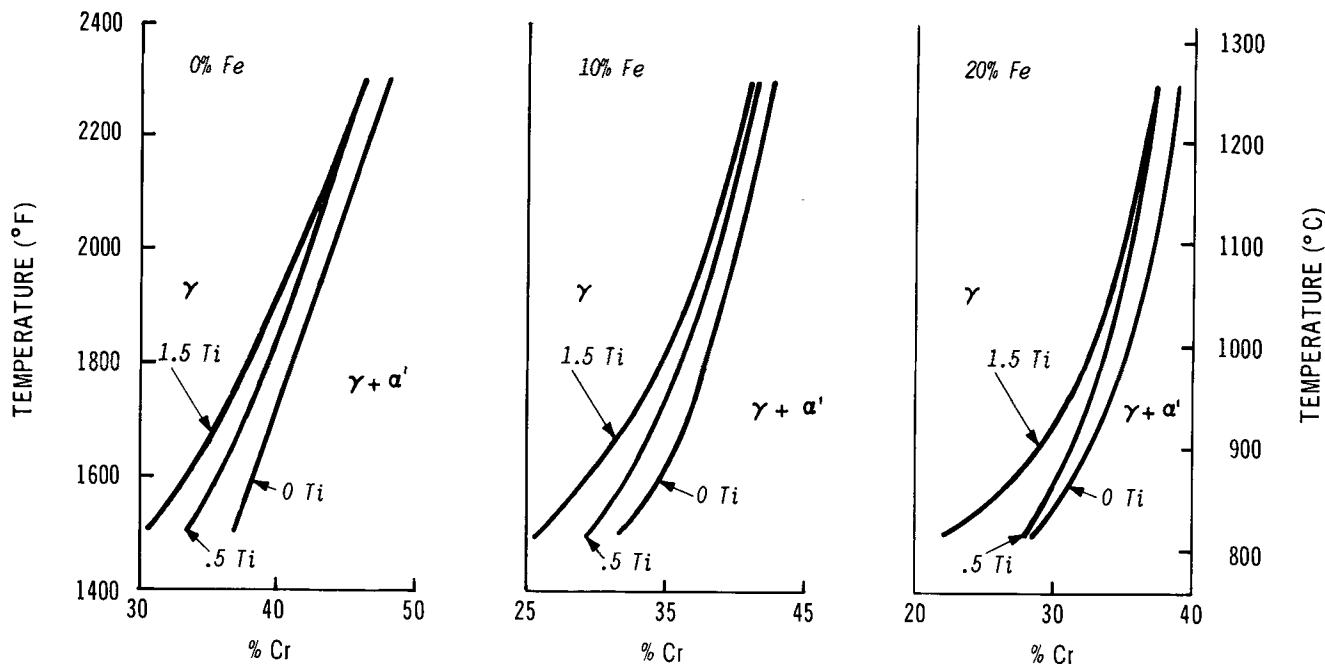 TEMPERATURE (°F)
2400
2200
2000
1800
1600
1400
0% Fe
γ
1.5 Ti
γ + α'
0 Ti
.5 Ti
30
40
50
% Cr
10% Fe
γ
1.5 Ti
γ + α'
0 Ti
.5 Ti
25
35
45
% Cr
20% Fe
γ
1.5 Ti
γ + α'
0 Ti
.5 Ti
20
30
40
% Cr
1300
1200
1100
1000
900
800
TEMPERATURE (°C)